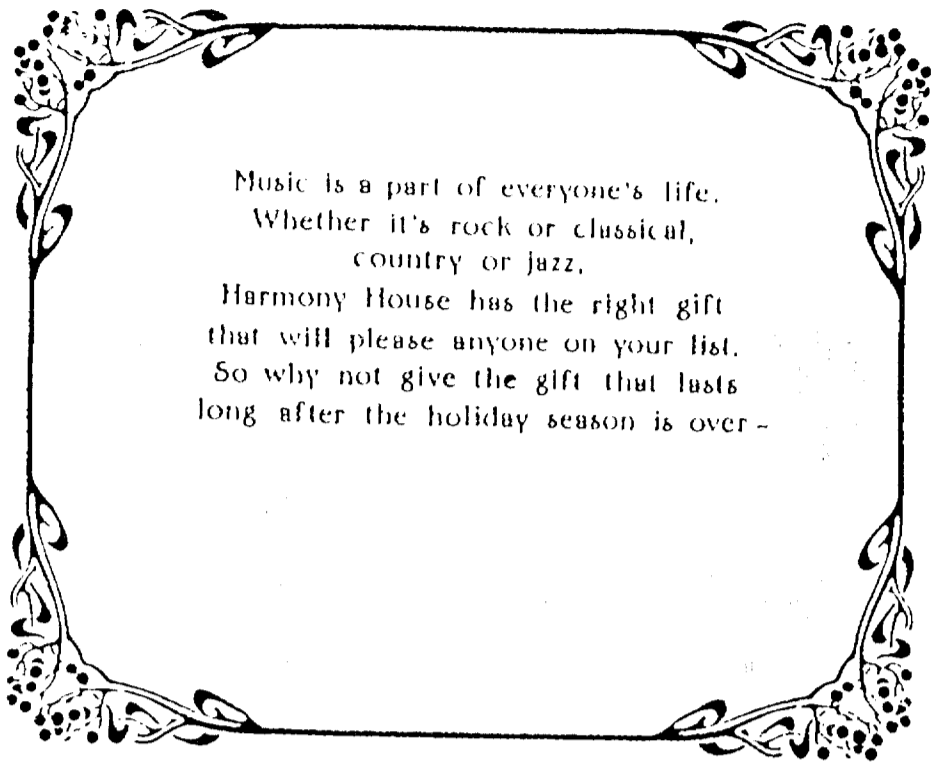 Music is a part of everyone's life.
Whether it's rock or classical,
country or jazz,
Harmony House has the right gift
that will please anyone on your list.
So why not give the gift that lasts
long after the holiday season is over -